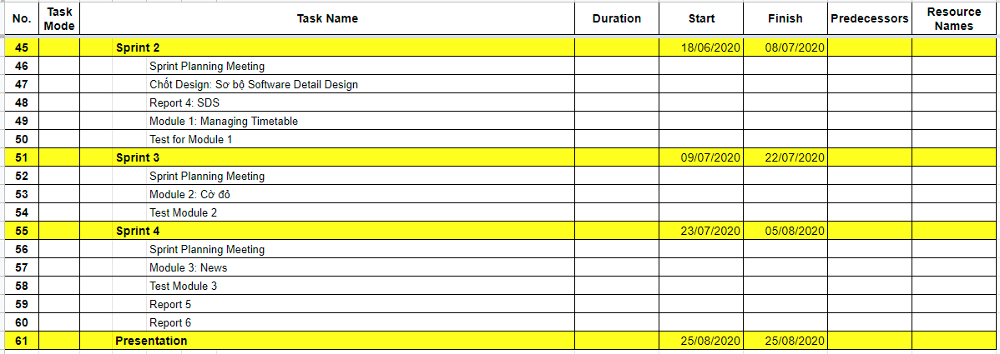 No. Task Mode Task Name Duration Start Finish Predecessors Resource Names
45 Sprint 2 18/06/2020 08/07/2020
46 Sprint Planning Meeting
47 Chốt Design: Sơ bộ Software Detail Design
48 Report 4: SDS
49 Module 1: Managing Timetable
50 Test for Module 1
51 Sprint 3 09/07/2020 22/07/2020
52 Sprint Planning Meeting
53 Module 2: Cờ đỏ
54 Test Module 2
55 Sprint 4 23/07/2020 05/08/2020
56 Sprint Planning Meeting
57 Module 3: News
58 Test Module 3
59 Report 5
60 Report 6
61 Presentation 25/08/2020 25/08/2020